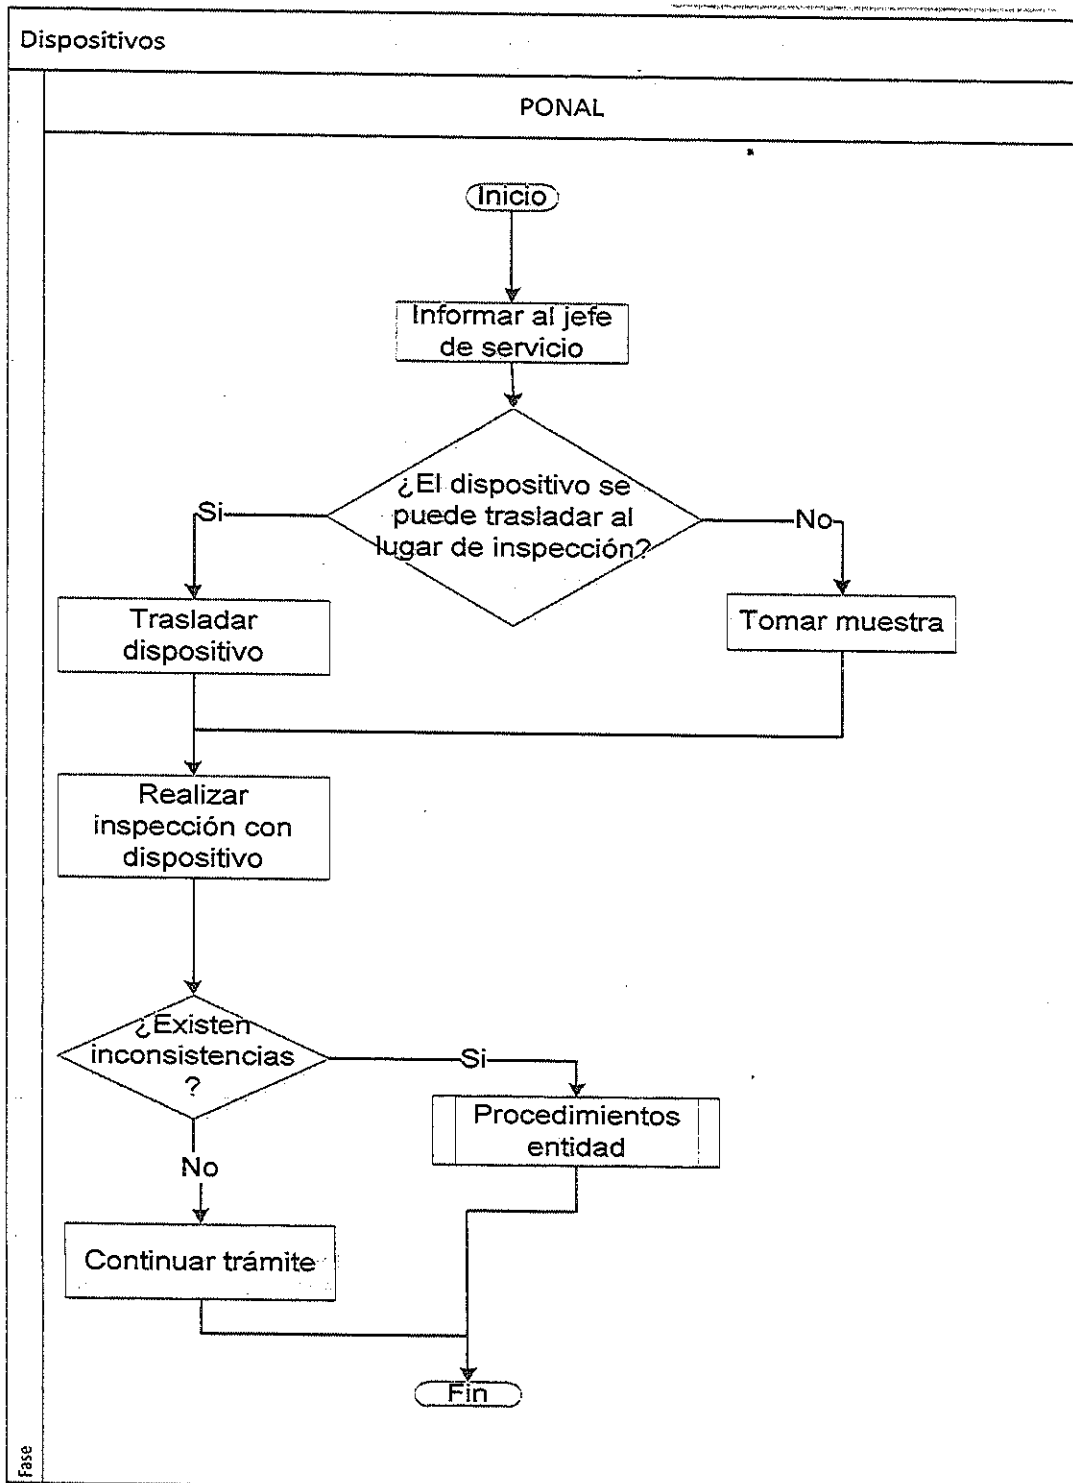 Dispositivos
PONAL
Inicio
Informar al jefe
de servicio
¿El dispositivo se
puede trasladar al
lugar de inspección?
Si
No
Trasladar
dispositivo
Tomar muestra
Realizar
inspección con
dispositivo
¿Existen
inconsistencias
?
Si
Procedimientos
entidad
No
Continuar trámite
Fin
Fase